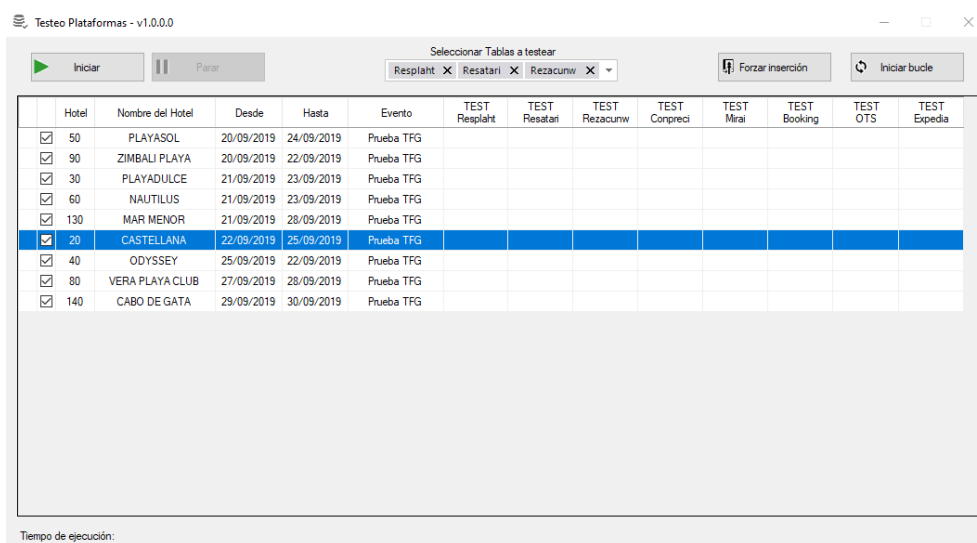 Testeo Plataformas - v1.0.0.0
Seleccionar Tablas a testear
Iniciar Parar Resplaht Resatari Rezacunw Forzar inserción Iniciar bucle
Hotel Nombre del Hotel Desde Hasta Evento TEST Resplaht TEST Resatari TEST Rezacunw TEST Conpreci TEST Mirai TEST Booking TEST OTS TEST Expedia
50 PLAYASOL 20/09/2019 24/09/2019 Prueba TFG
90 ZIMBALI PLAYA 20/09/2019 22/09/2019 Prueba TFG
30 PLAYADULCE 21/09/2019 23/09/2019 Prueba TFG
60 NAUTILUS 21/09/2019 23/09/2019 Prueba TFG
130 MAR MENOR 21/09/2019 28/09/2019 Prueba TFG
20 CASTELLANA 22/09/2019 25/09/2019 Prueba TFG
40 ODYSSEY 25/09/2019 22/09/2019 Prueba TFG
80 VERA PLAYA CLUB 27/09/2019 28/09/2019 Prueba TFG
140 CABO DE GATA 29/09/2019 30/09/2019 Prueba TFG
Tiempo de ejecución: